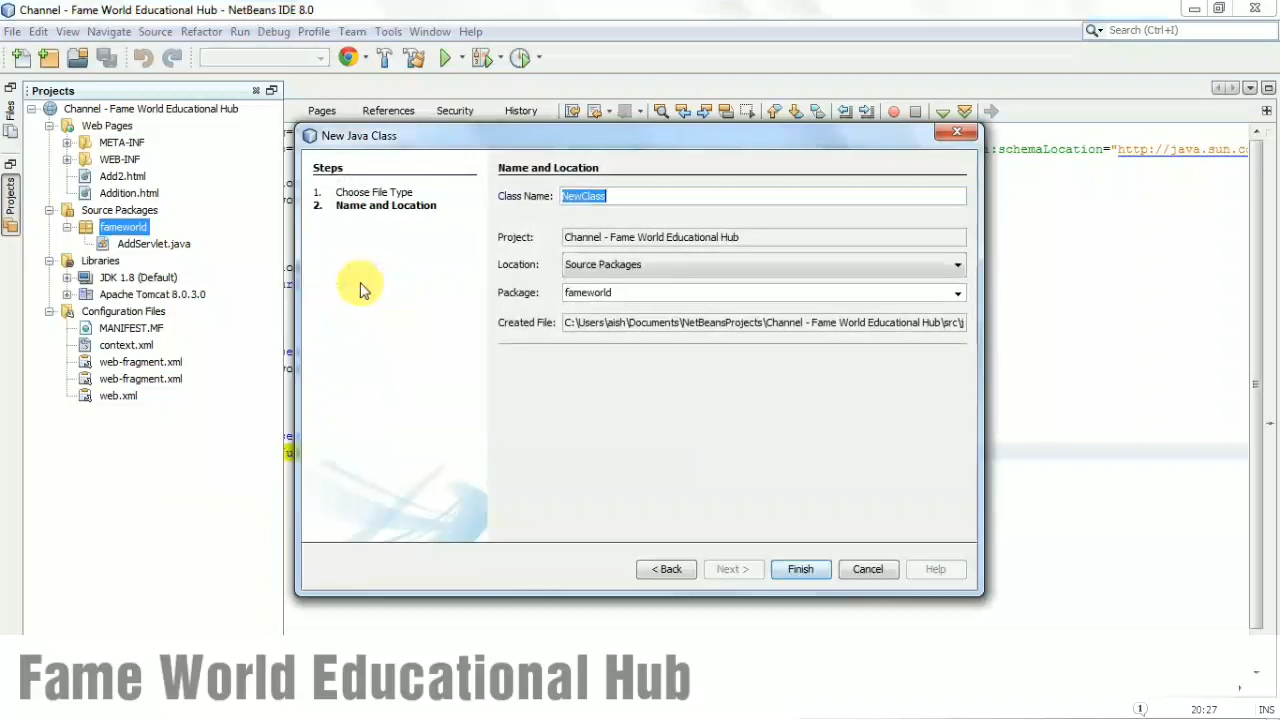 Channel - Fame World Educational Hub - NetBeans IDE 8.0
File Edit View Navigate Source Refactor Run Debug Profile Team Tools Window Help
Search (Ctrl+I)
Projects
Files
Projects
Channel - Fame World Educational Hub
Web Pages
META-INF
WEB-INF
Add2.html
Addition.html
Source Packages
fameworld
AddServlet.java
Libraries
JDK 1.8 (Default)
Apache Tomcat 8.0.3.0
Configuration Files
MANIFEST.MF
context.xml
web-fragment.xml
web-fragment.xml
web.xml
Pages References Security History
i:schemaLocation="http://java.sun.co
New Java Class
Steps
1. Choose File Type
2. Name and Location
Name and Location
Class Name: NewClass
Project: Channel - Fame World Educational Hub
Location: Source Packages
Package: fameworld
Created File: C:\Users\aish\Documents\NetBeansProjects\Channel - Fame World Educational Hub\src\j
< Back Next > Finish Cancel Help
Fame World Educational Hub
1 20:27 INS